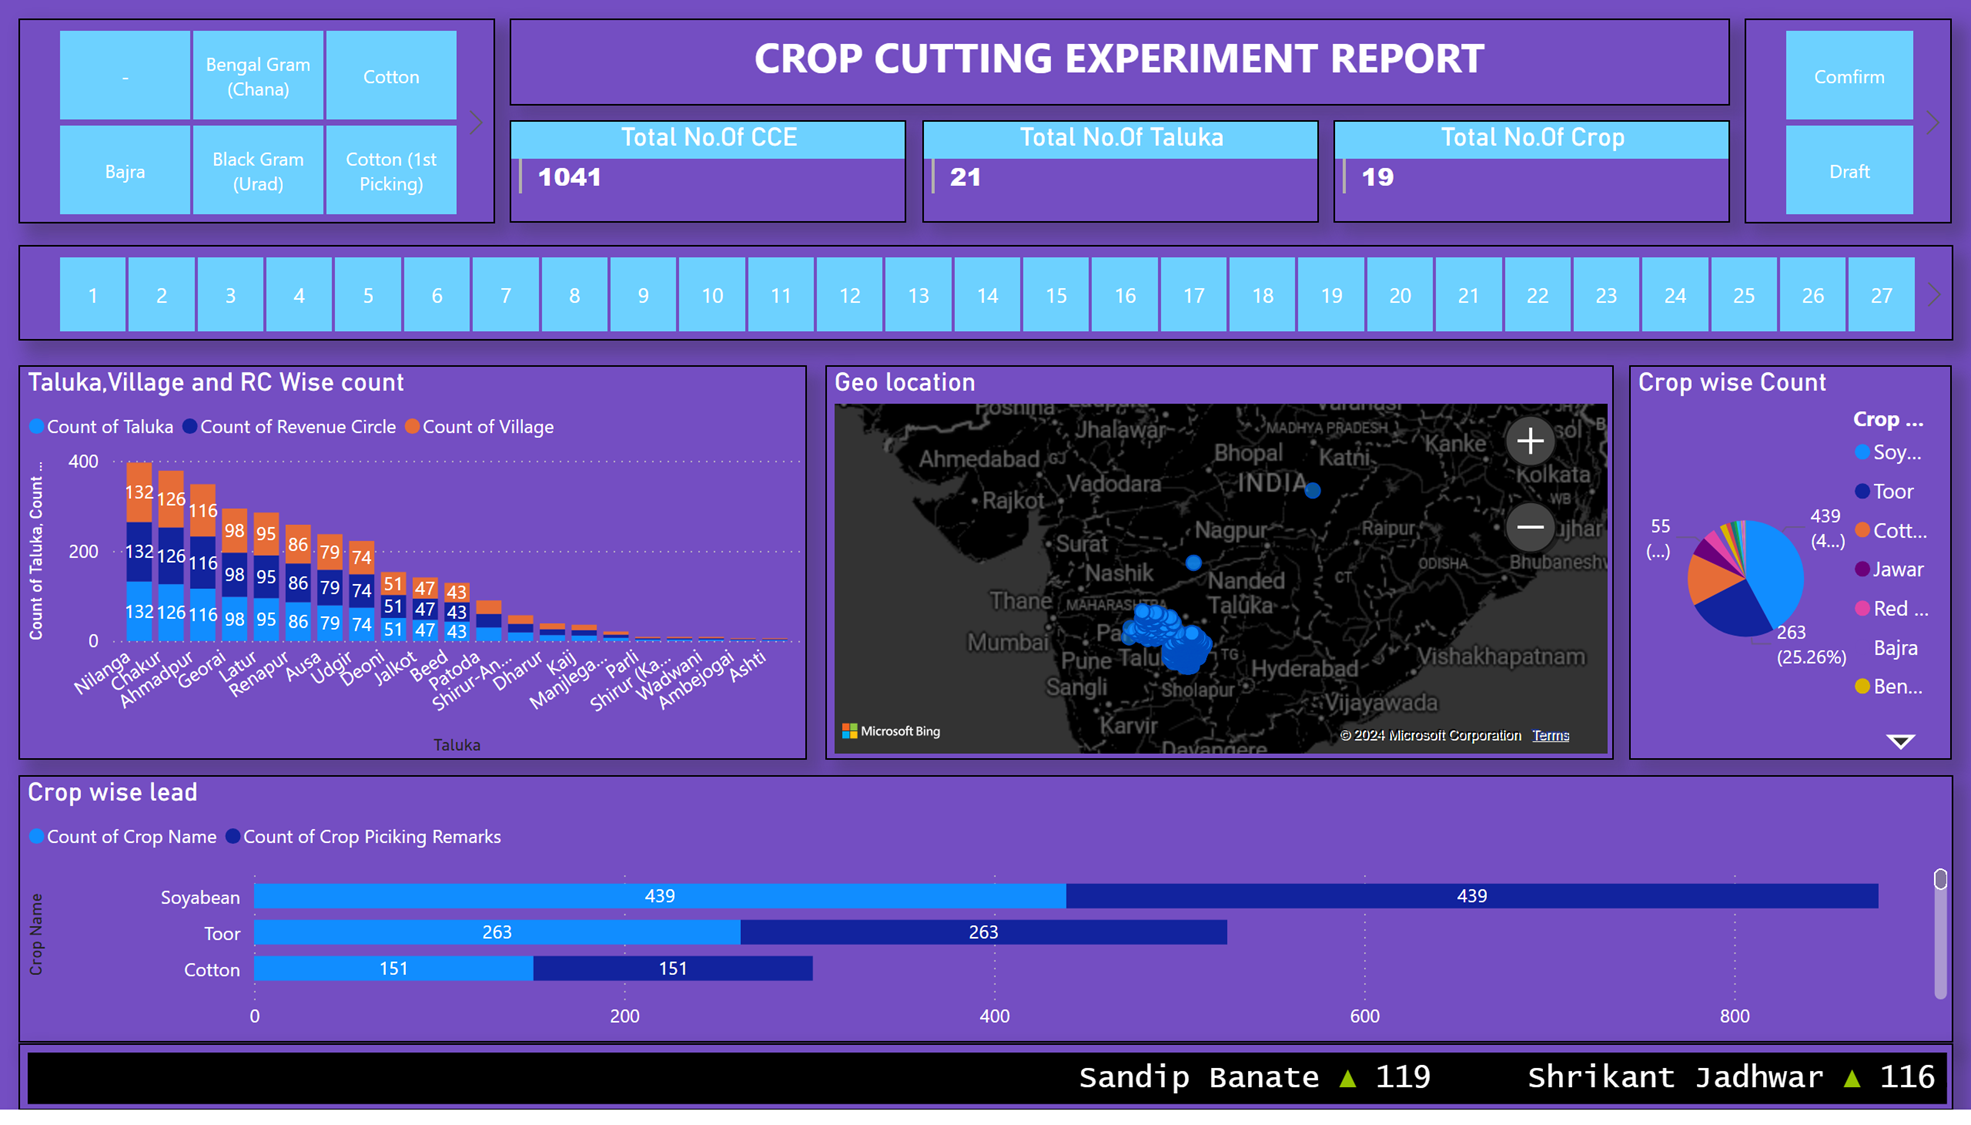 -
Bengal Gram
(Chana)
Cotton
Bajra
Black Gram
(Urad)
Cotton (1st
Picking)
CROP CUTTING EXPERIMENT REPORT
Total No.Of CCE
1041
Total No.Of Taluka
21
Total No.Of Crop
19
Comfirm
Draft
1 2 3 4 5 6 7 8 9 10 11 12 13 14 15 16 17 18 19 20 21 22 23 24 25 26 27
Taluka,Village and RC Wise count
Count of Taluka Count of Revenue Circle Count of Village
Count of Taluka, Count ...
400
200
0
132 126 116 98 95 86 79 74 51 47 43
132 126 116 98 95 86 79 74 51 47 43
132 126 116 98 95 86 79 74 51 47 43
Nilanga
Chakur
Ahmadpur
Georai
Latur
Renapur
Ausa
Udgir
Deoni
Jalkot
Beed
Patoda
Shirur-An...
Dharur
Kaij
Manjlega...
Parli
Shirur (Ka...
Wadwani
Ambejogai
Ashti
Taluka
Geo location
Jhalawar
MADHYA PRADESH
Kanke
Ahmedabad
GJ
Bhopal
Katni
Kolkata
Vadodara
INDIA
WB
Rajkot
Nagpur
Raipur
Surat
Nashik
ODISHA
Nanded
Taluka
CT
Thane
MAHARASHTRA
Mumbai
Pune
TG
Hyderabad
Vishakhapatnam
Sangli
Sholapur
Vijayawada
Karvir
Davangere
Microsoft Bing
© 2024 Microsoft Corporation Terms
+
−
Crop wise Count
Crop ...
Soy...
Toor
Cott...
Jawar
Red ...
Bajra
Ben...
439
(4...)
55
(...)
263
(25.26%)
Crop wise lead
Count of Crop Name Count of Crop Piciking Remarks
Crop Name
Soyabean 439 439
Toor 263 263
Cotton 151 151
0 200 400 600 800
Sandip Banate ▲ 119 Shrikant Jadhwar ▲ 116